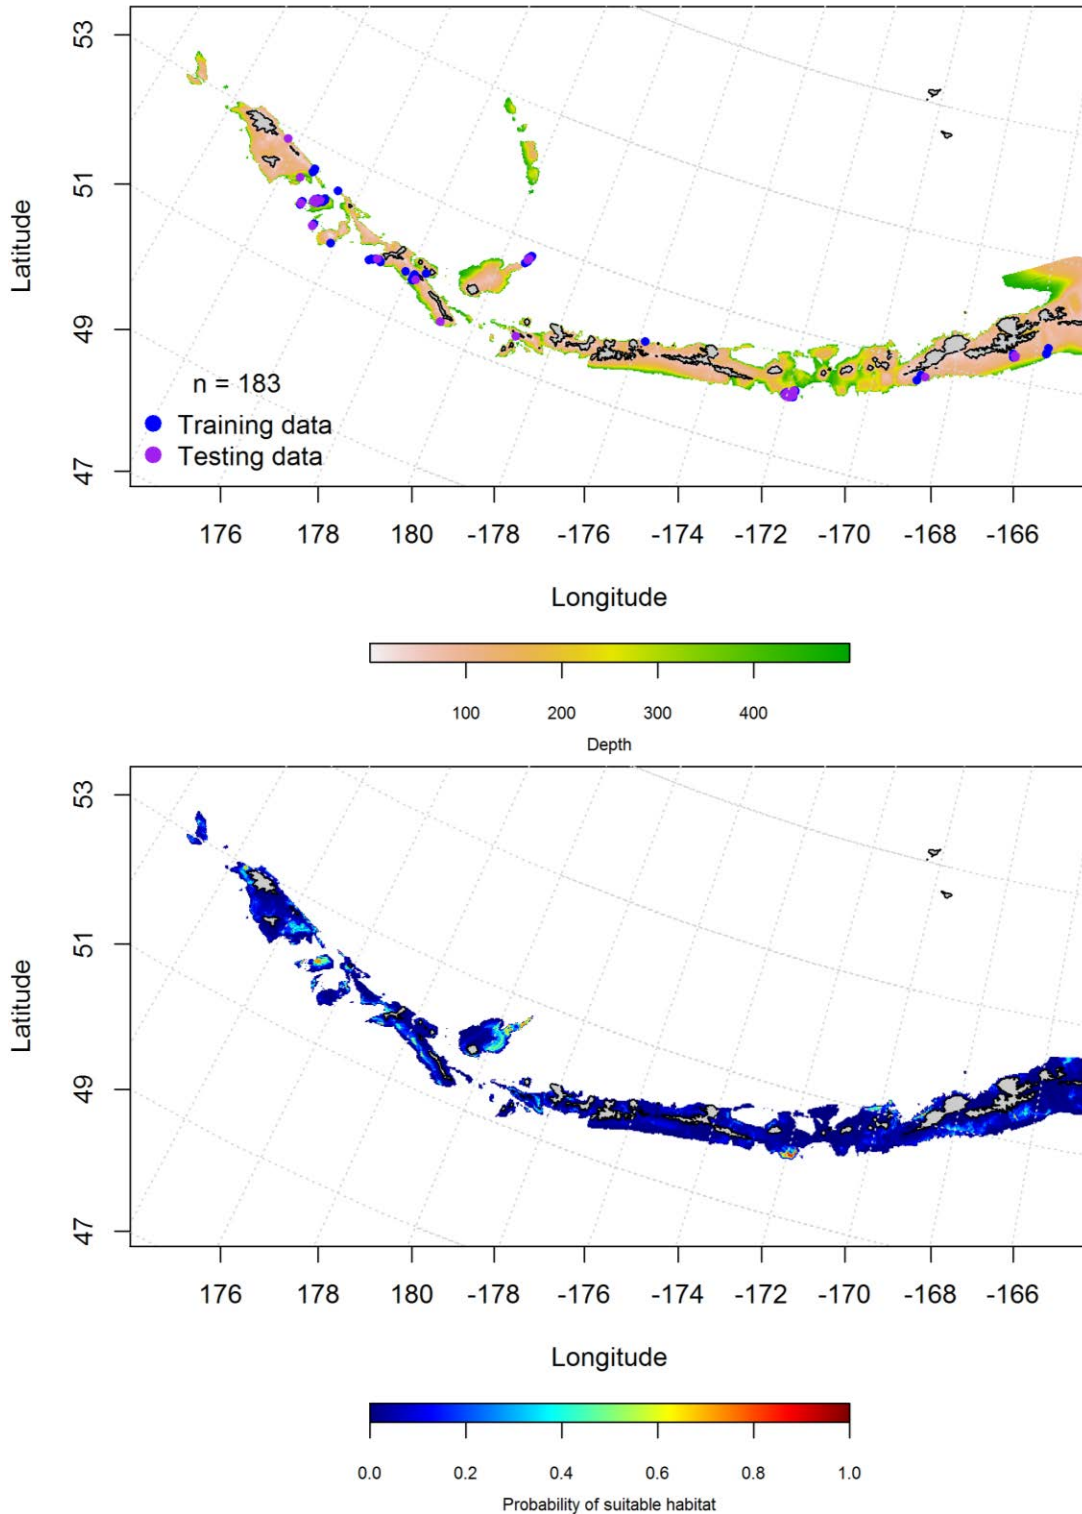 53
51
49
47
Latitude
n = 183
Training data
Testing data
176 178 180 -178 -176 -174 -172 -170 -168 -166
Longitude
100 200 300 400
Depth
53
51
49
47
Latitude
176 178 180 -178 -176 -174 -172 -170 -168 -166
Longitude
0.0 0.2 0.4 0.6 0.8 1.0
Probability of suitable habitat